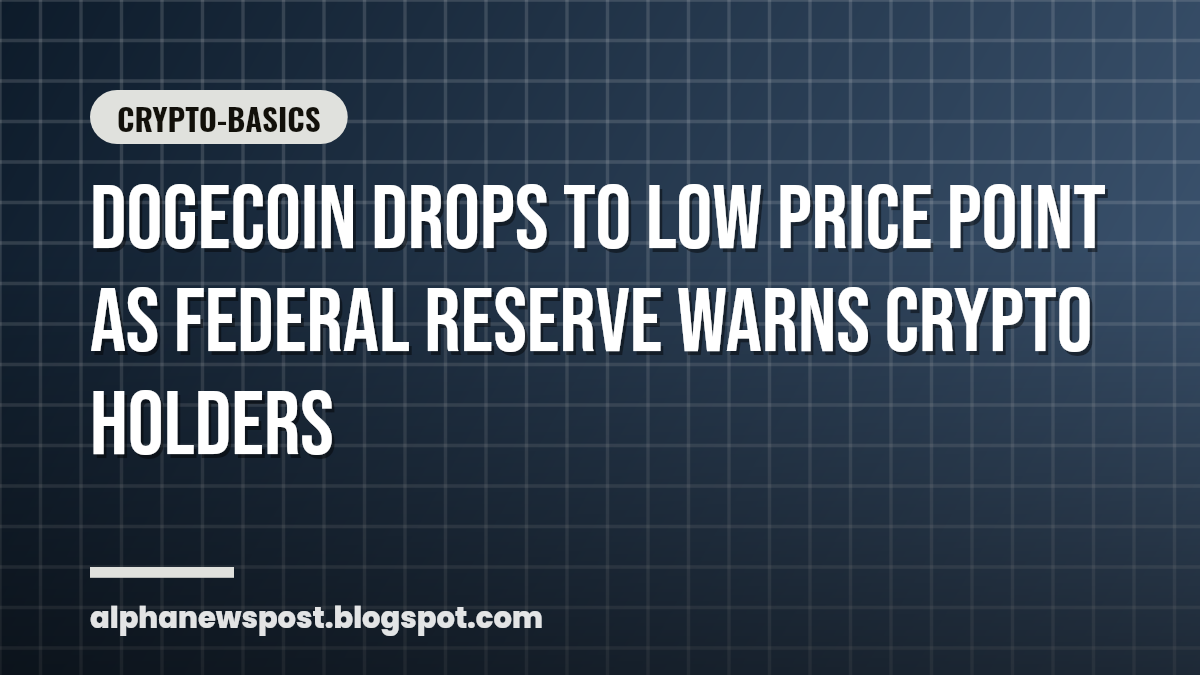 CRYPTO-BASICS
DOGECOIN DROPS TO LOW PRICE POINT
AS FEDERAL RESERVE WARNS CRYPTO
HOLDERS
alphanewspost.blogspot.com